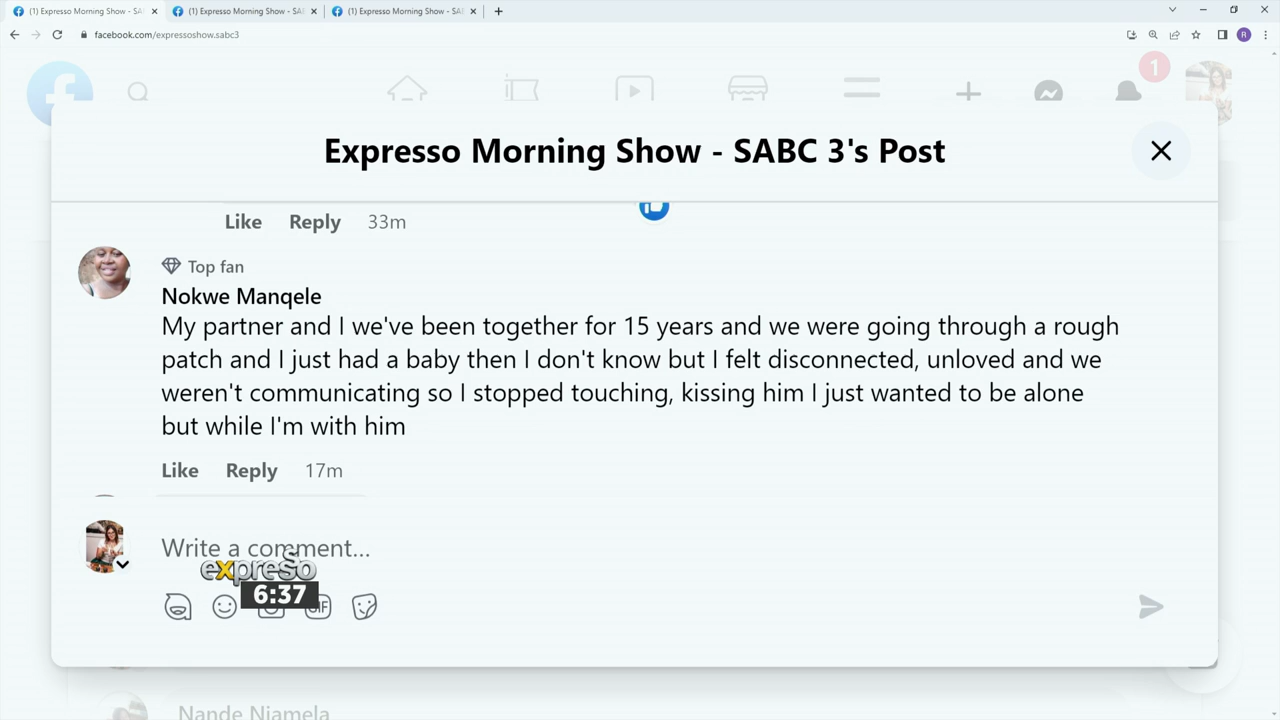 (1) Expresso Morning Show - SA
(1) Expresso Morning Show - SA
(1) Expresso Morning Show - SA
facebook.com/expressoshow.sabc3
R
1
Expresso Morning Show - SABC 3's Post
Like Reply 33m
Top fan
Nokwe Manqele
My partner and I we've been together for 15 years and we were going through a rough
patch and I just had a baby then I don't know but I felt disconnected, unloved and we
weren't communicating so I stopped touching, kissing him I just wanted to be alone
but while I'm with him
Like Reply 17m
Write a comment...
expresso
6:37
GIF
Nande Njamela